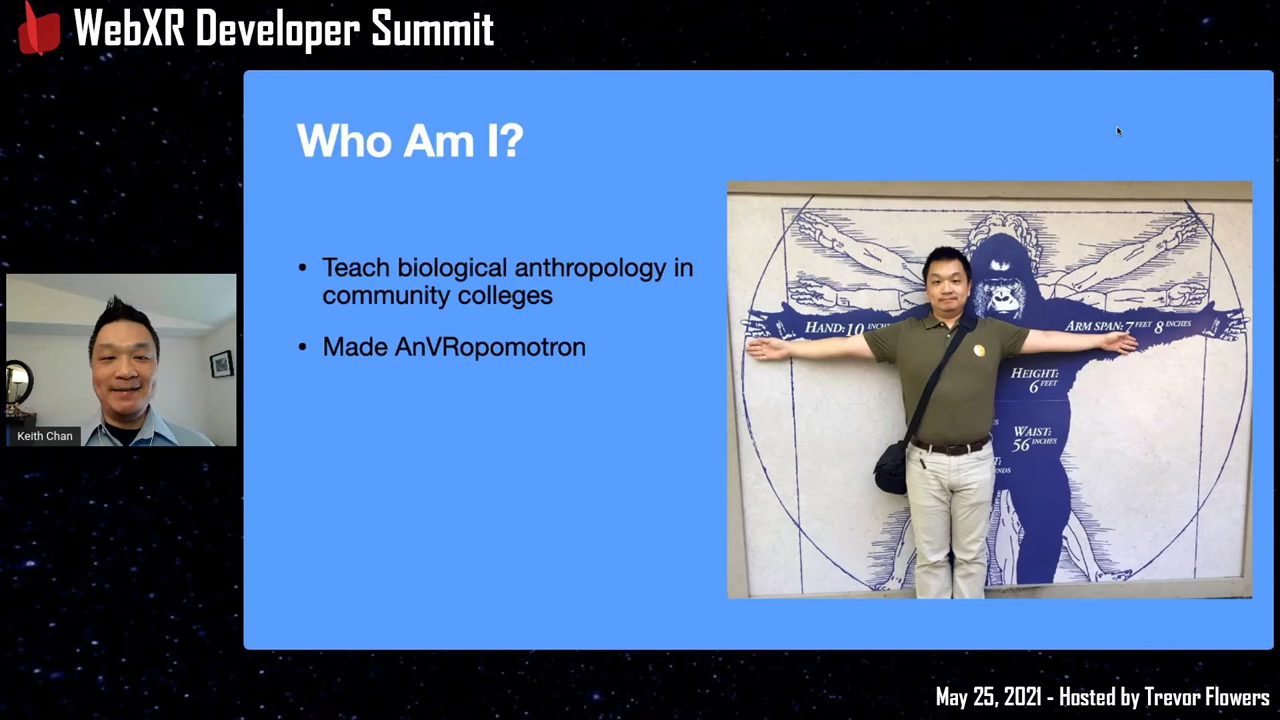 WebXR Developer Summit
Who Am I?
• Teach biological anthropology in
community colleges
• Made AnVRopomotron
HAND: 10
ARM SPAN: 7 FEET 8 INCHES
HEIGHT:
6 FEET
WAIST:
56 INCHES
Keith Chan
May 25, 2021 - Hosted by Trevor Flowers